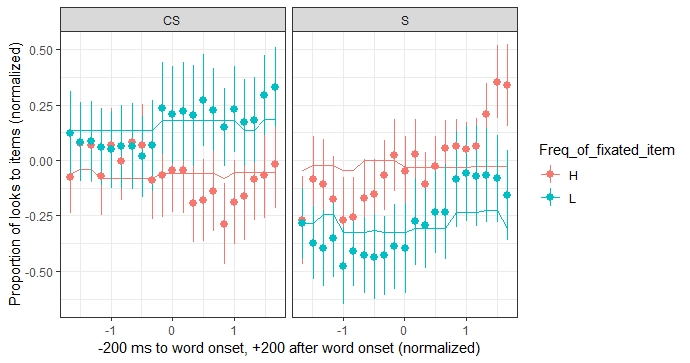 CS
S
0.50
0.25
0.00
-0.25
-0.50
Proportion of looks to items (normalized)
-1
0
1
-1
0
1
-200 ms to word onset, +200 after word onset (normalized)
Freq_of_fixated_item
H
L